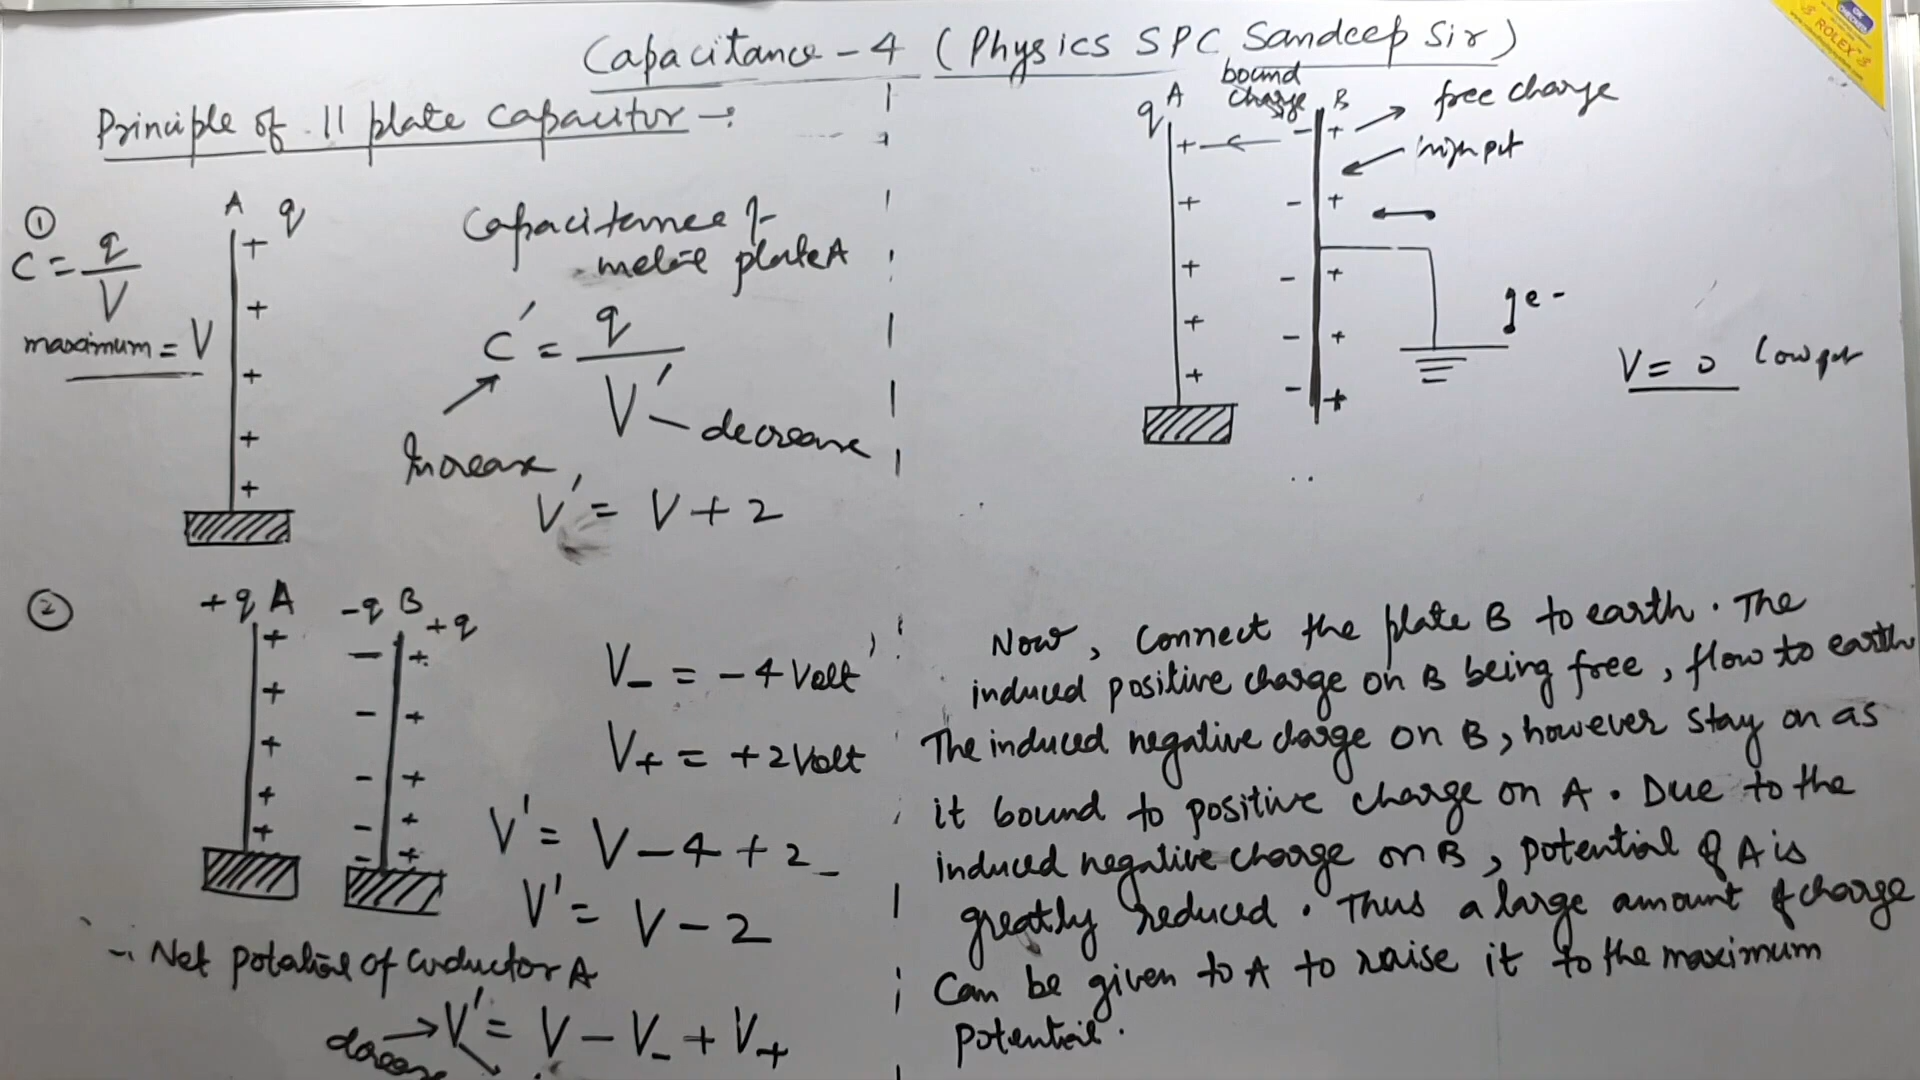 Capacitance - 4 (Physics SPC Sandeep Sir)
Principle of || plate capacitor -:
①
C = q/V
maximum = V
A q
+
+
+
+
+
Capacitance of
metal plate A
C' = q/V'
decrease
Increase
V' = V + 2
q A
bound charge
B
free charge
high pot
+ - +
+ - +
+ - +
+ - +
+ - +
e -
V = 0 low pot
②
+q A -q B +q
+ - +
+ - +
+ - +
+ - +
+ - +
V_ = -4 Volt
V+ = +2 Volt
V' = V - 4 + 2
V' = V - 2
Net potential of conductor A
V' = V - V_ + V+
decrease
Now, connect the plate B to earth. The
induced positive charge on B being free, flow to earth
The induced negative charge on B, however stay on as
it bound to positive charge on A. Due to the
induced negative charge on B, potential of A is
greatly reduced. Thus a large amount of charge
Can be given to A to raise it to the maximum
potential.
ROLEX